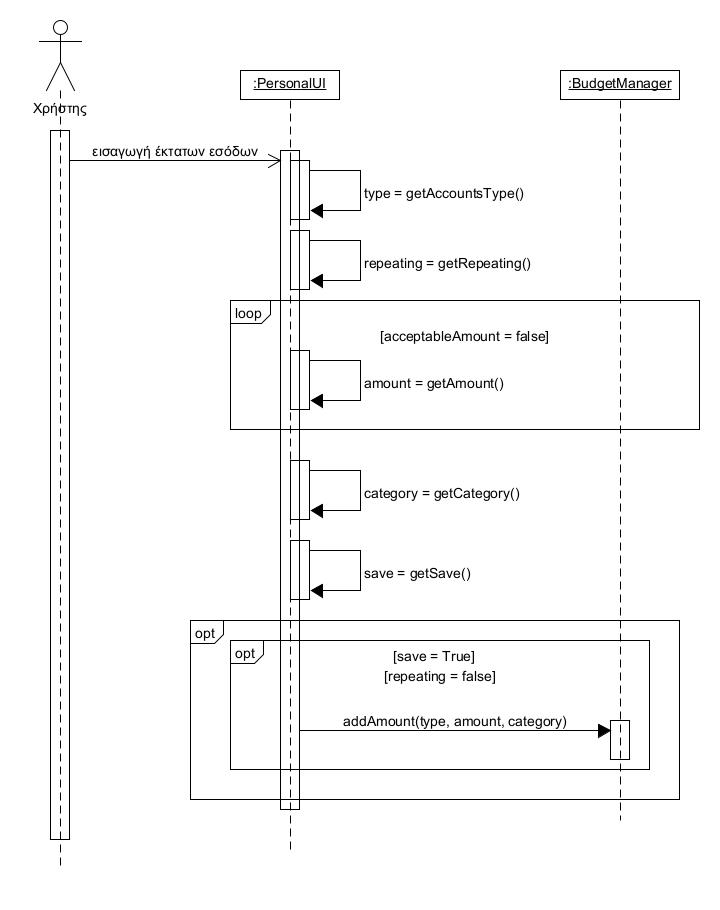 :PersonalUI
:BudgetManager
Χρήστης
εισαγωγή έκτατων εσόδων
type = getAccountsType()
repeating = getRepeating()
loop
[acceptableAmount = false]
amount = getAmount()
category = getCategory()
save = getSave()
opt
opt
[save = True]
[repeating = false]
addAmount(type, amount, category)